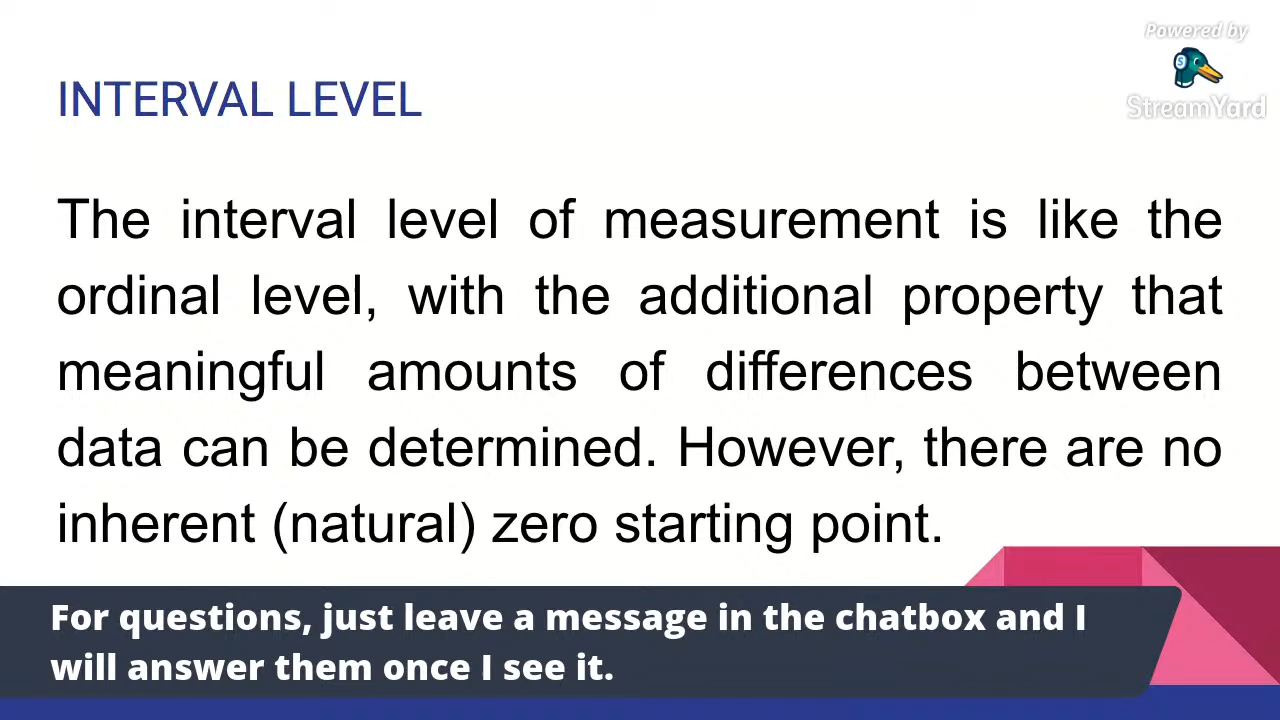 Powered by
S
StreamYard
INTERVAL LEVEL
The interval level of measurement is like the
ordinal level, with the additional property that
meaningful amounts of differences between
data can be determined. However, there are no
inherent (natural) zero starting point.
For questions, just leave a message in the chatbox and I
will answer them once I see it.